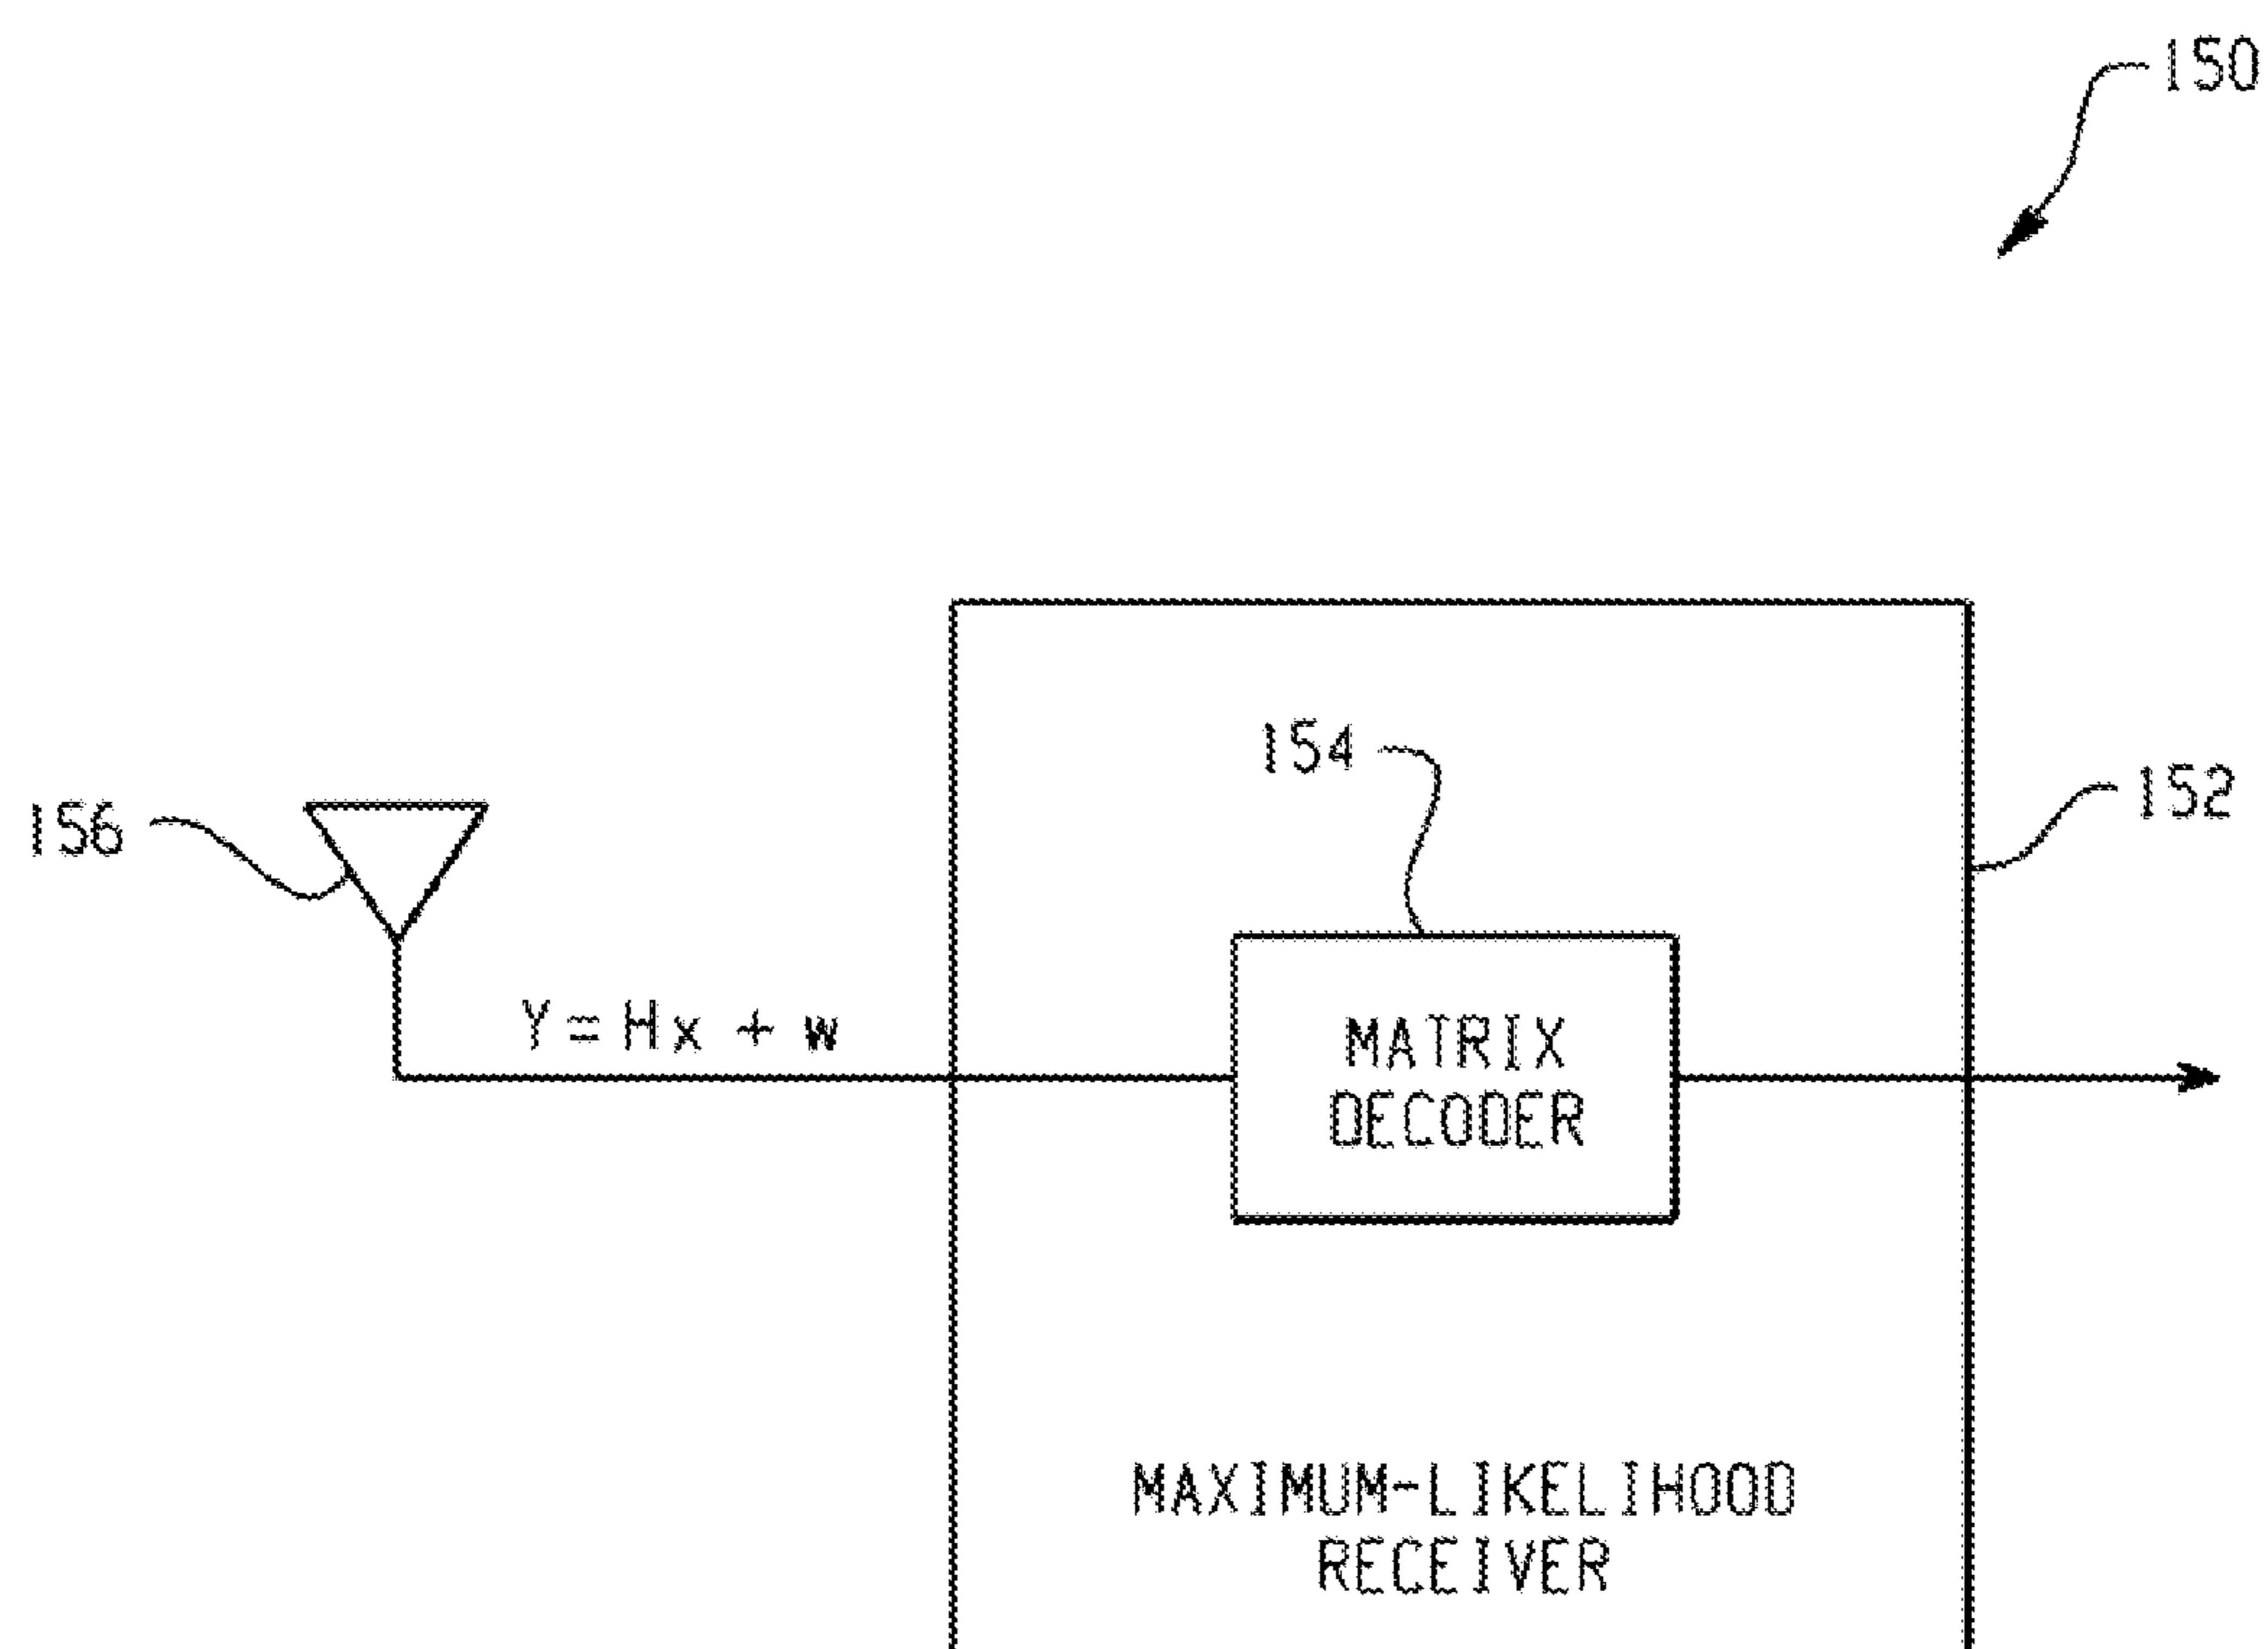 150
154
152
156
Y = Hx + w
MATRIX
DECODER
MAXIMUM-LIKELIHOOD
RECEIVER